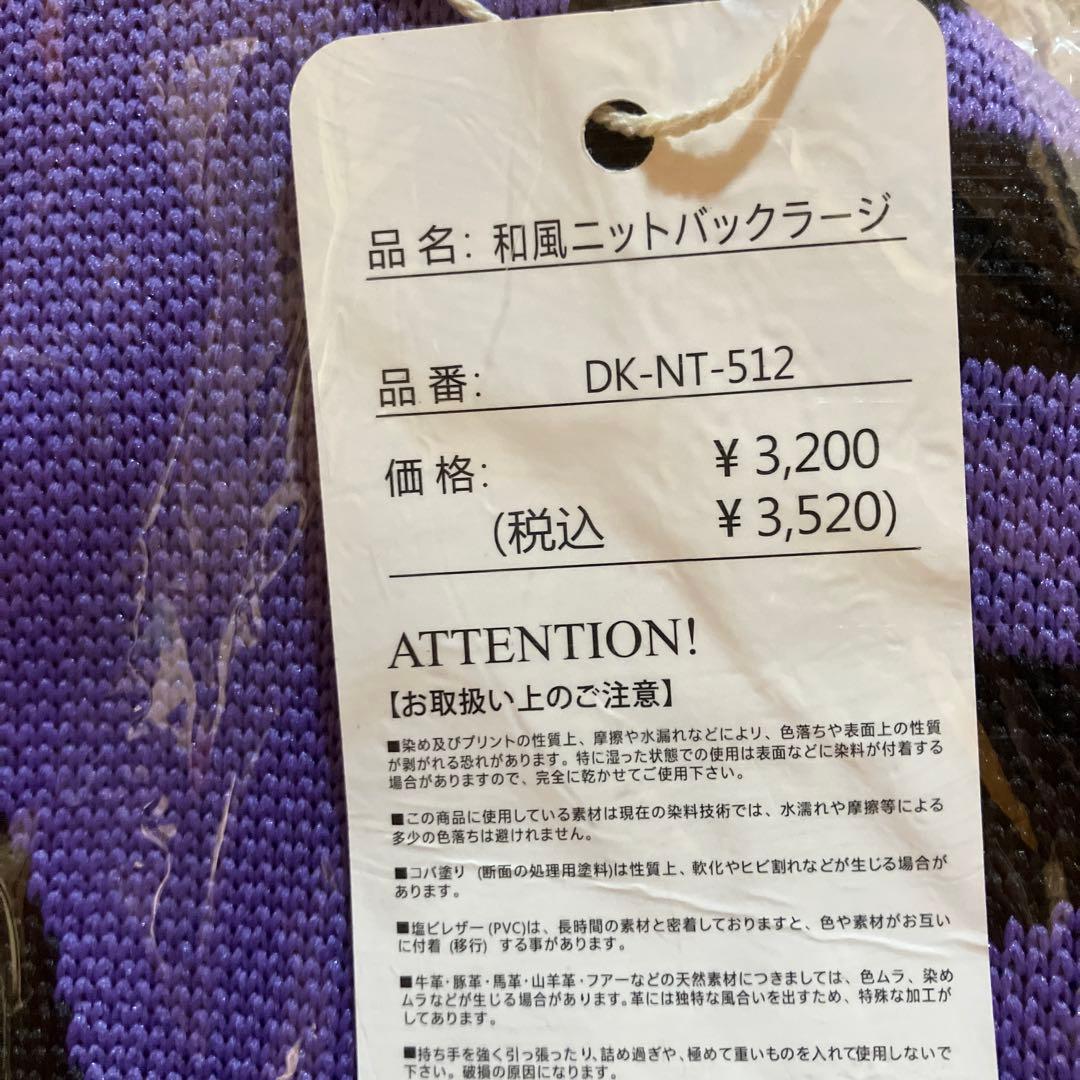 品 名: 和風ニットバックラージ
品 番: DK-NT-512
価 格: ¥ 3,200
(税込 ¥ 3,520)
ATTENTION!
【お取扱い上のご注意】
■染め及びプリントの性質上、摩擦や水漏れなどにより、色落ちや表面上の性質
が剥がれる恐れがあります。特に湿った状態での使用は表面などに染料が付着する
場合がありますので、完全に乾かせてご使用下さい。
■この商品に使用している素材は現在の染料技術では、水濡れや摩擦等による
多少の色落ちは避けれません。
■コバ塗り (断面の処理用塗料)は性質上、軟化やヒビ割れなどが生じる場合が
あります。
■塩ビレザー(PVC)は、長時間の素材と密着しておりますと、色や素材がお互い
に付着 (移行) する事があります。
■牛革・豚革・馬革・山羊革・フアーなどの天然素材につきましては、色ムラ、染め
ムラなどが生じる場合があります。革には独特な風合いを出すため、特殊な加工が
してあります。
■持ち手を強く引っ張ったり、詰め過ぎや、極めて重いものを入れて使用しないで
下さい。破損の原因になります。